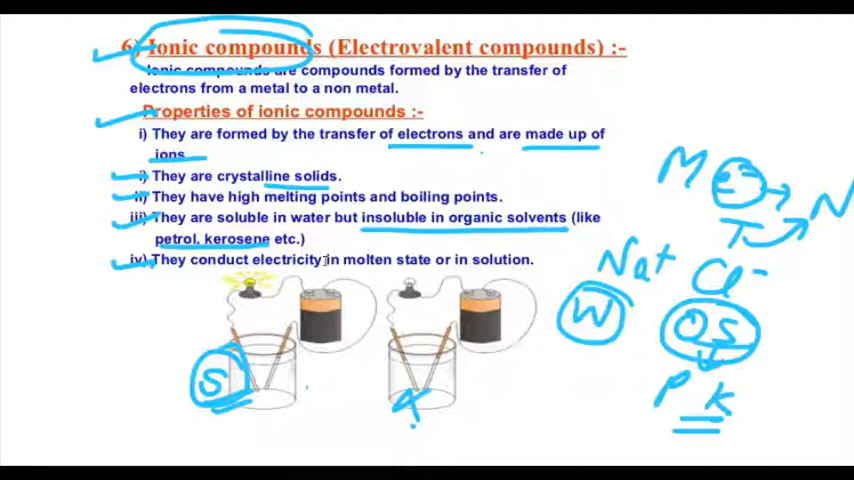 6) Ionic compounds (Electrovalent compounds) :-
Ionic compounds are compounds formed by the transfer of
electrons from a metal to a non metal.
Properties of ionic compounds :-
i) They are formed by the transfer of electrons and are made up of
ions.
i) They are crystalline solids.
ii) They have high melting points and boiling points.
iii) They are soluble in water but insoluble in organic solvents (like
petrol, kerosene etc.)
iv) They conduct electricity in molten state or in solution.
M
N
T
Na+ Cl-
W
OS
P K
S